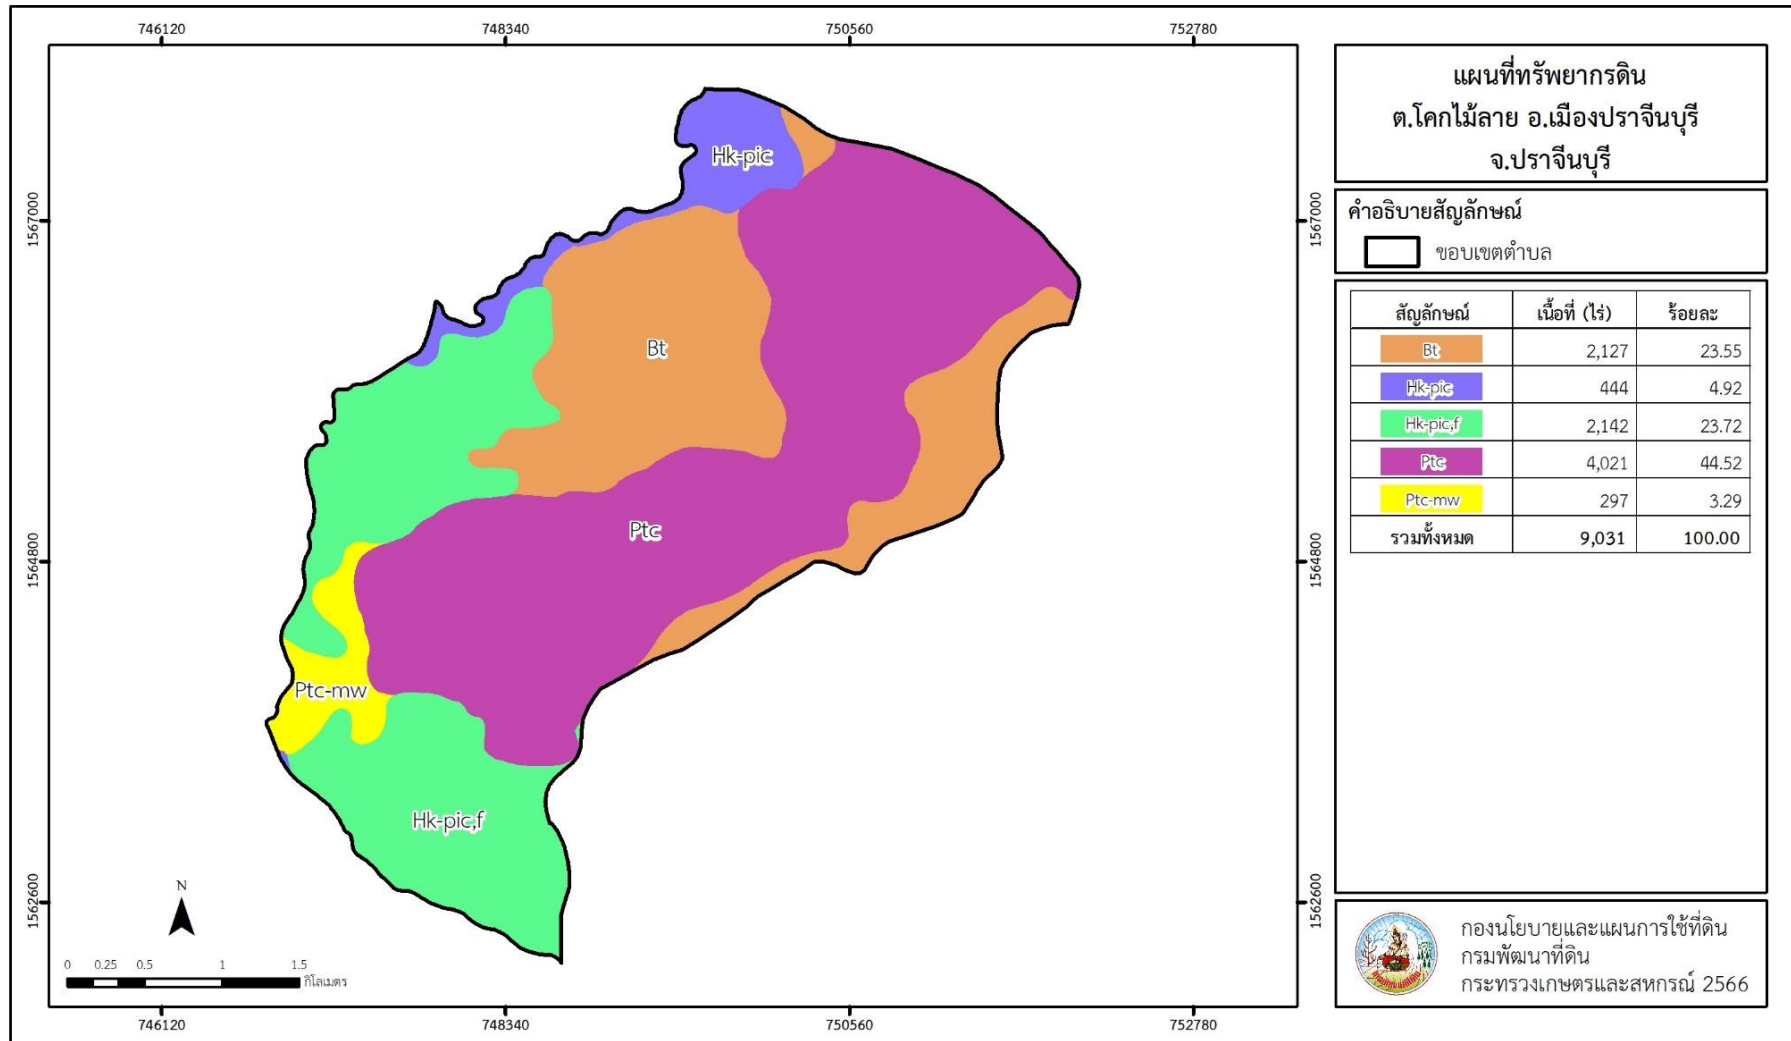 746120 748340 750560 752780
แผนที่ทรัพยากรดิน
ต.โคกไม้ลาย อ.เมืองปราจีนบุรี
จ.ปราจีนบุรี
คำอธิบายสัญลักษณ์
ขอบเขตตำบล
สัญลักษณ์ เนื้อที่ (ไร่) ร้อยละ
Bt 2,127 23.55
Hk-pic 444 4.92
Hk-pic,f 2,142 23.72
Ptc 4,021 44.52
Ptc-mw 297 3.29
รวมทั้งหมด 9,031 100.00
Hk-pic
1567000 1567000
Bt
Ptc
1564800 1564800
Ptc-mw
Hk-pic,f
1562600 1562600
N
0 0.25 0.5 1 1.5
กิโลเมตร
746120 748340 750560 752780
กองนโยบายและแผนการใช้ที่ดิน
กรมพัฒนาที่ดิน
กระทรวงเกษตรและสหกรณ์ 2566